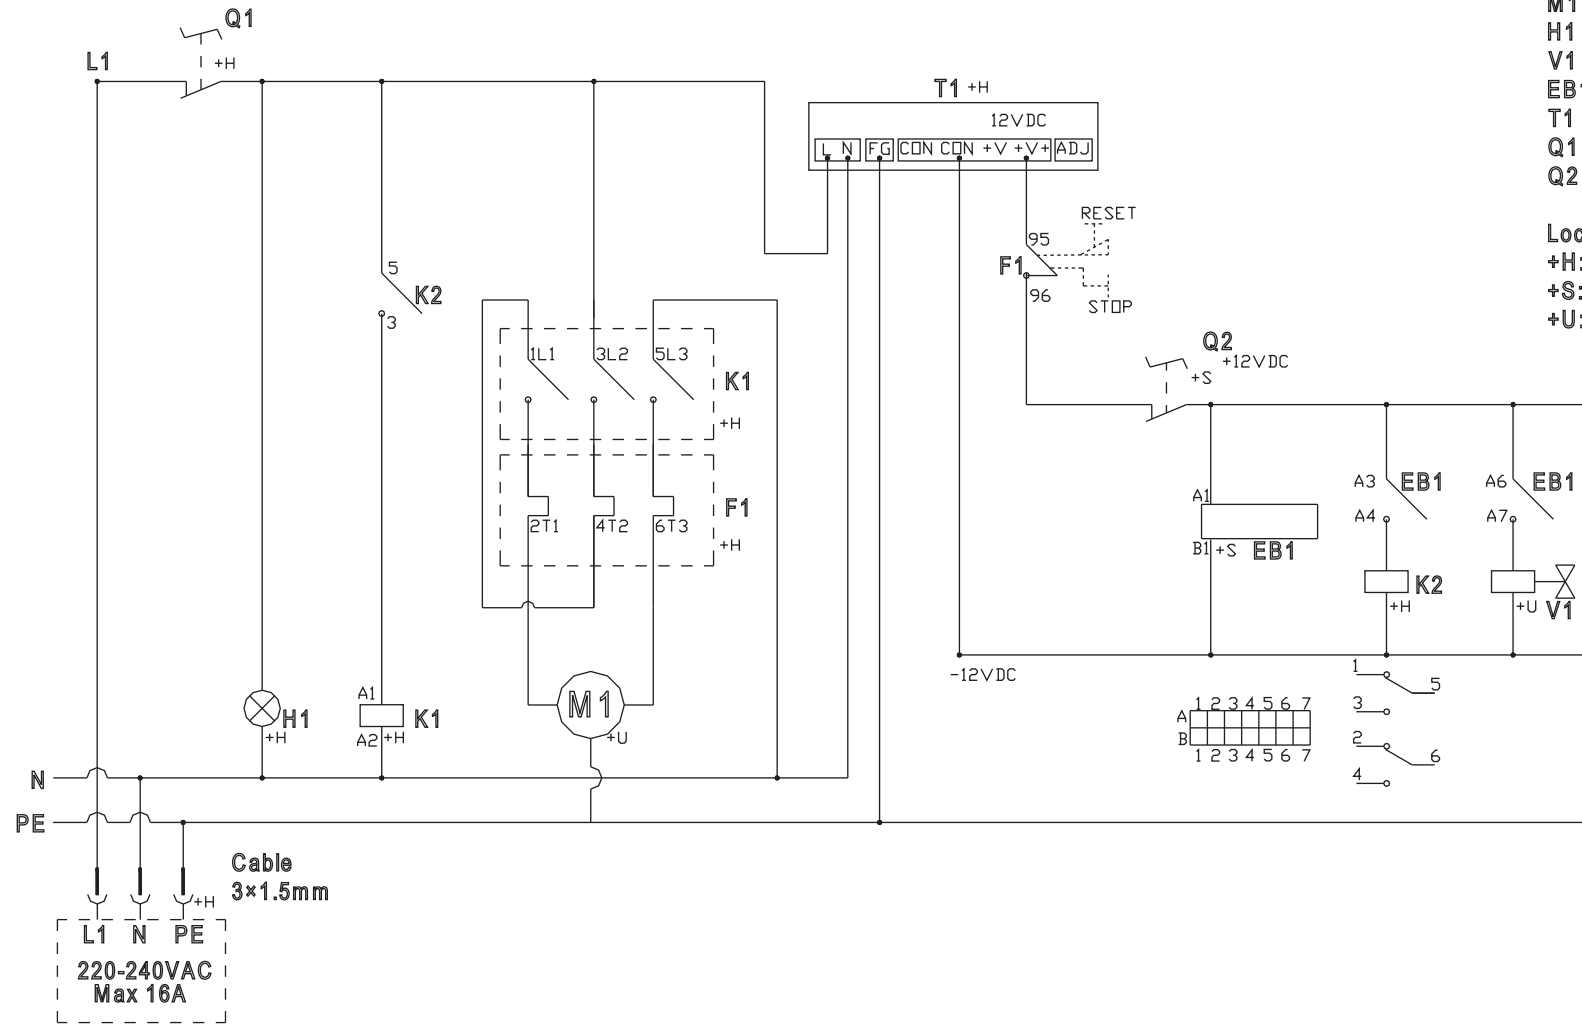 Q1
L1
+H
T1 +H
12VDC
L N FG CON CON +V +V+ ADJ
RESET
95
F1
96
STOP
5
K2
3
1L1 3L2 5L3
K1
+H
2T1 4T2 6T3
F1
+H
Q2
+12VDC
+S
A1
B1 +S EB1
A3 EB1
A4
K2
+H
A6 EB1
A7
+U V1
-12VDC
1
5
3
2
6
4
1 2 3 4 5 6 7
A
B
1 2 3 4 5 6 7
H1
+H
A1
K1
A2 +H
M1
+U
N
PE
Cable
3×1.5mm
+H
L1 N PE
220-240VAC
Max 16A
M1
H1
V1
EB1
T1
Q1
Q2
Loc
+H:
+S:
+U: